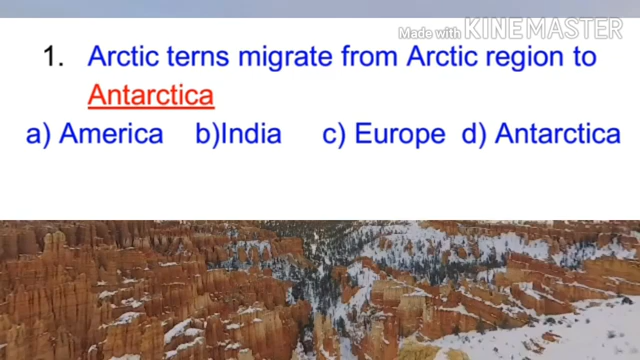 Made with KINEMASTER
1. Arctic terns migrate from Arctic region to
Antarctica
a) America b)India c) Europe d) Antarctica